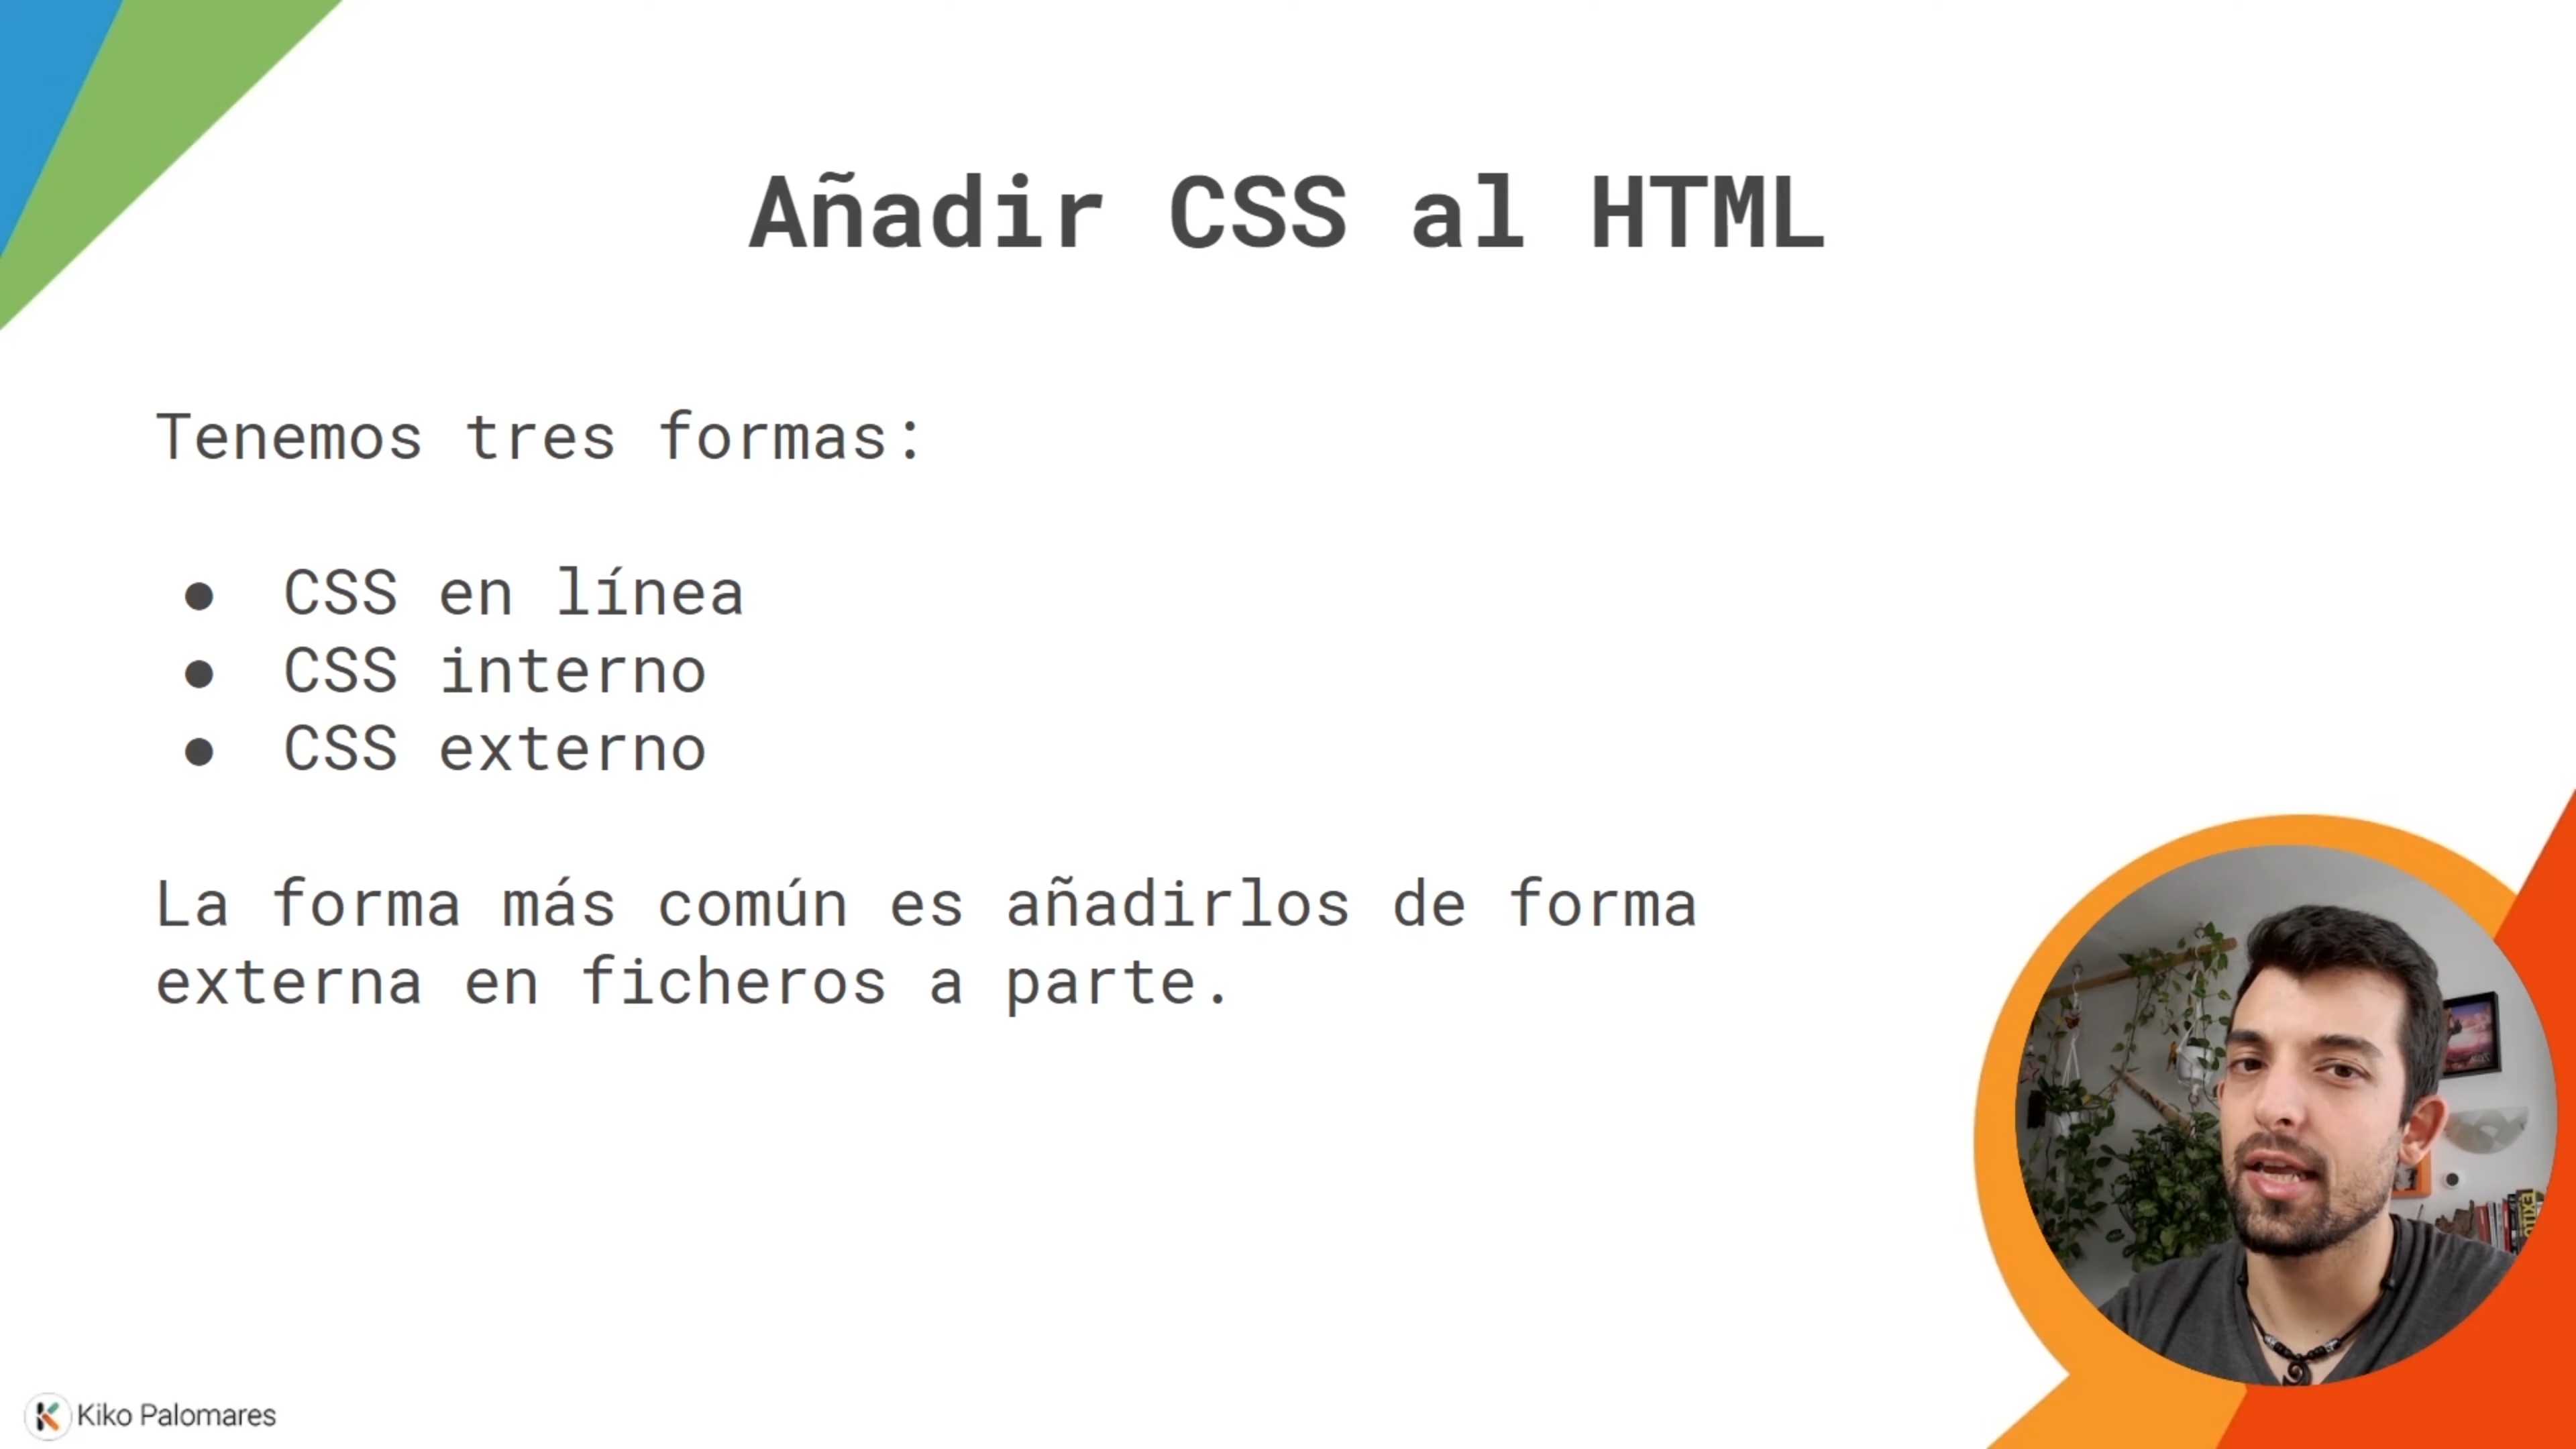 Añadir CSS al HTML
Tenemos tres formas:
● CSS en línea
● CSS interno
● CSS externo
La forma más común es añadirlos de forma
externa en ficheros a parte.
Kiko Palomares